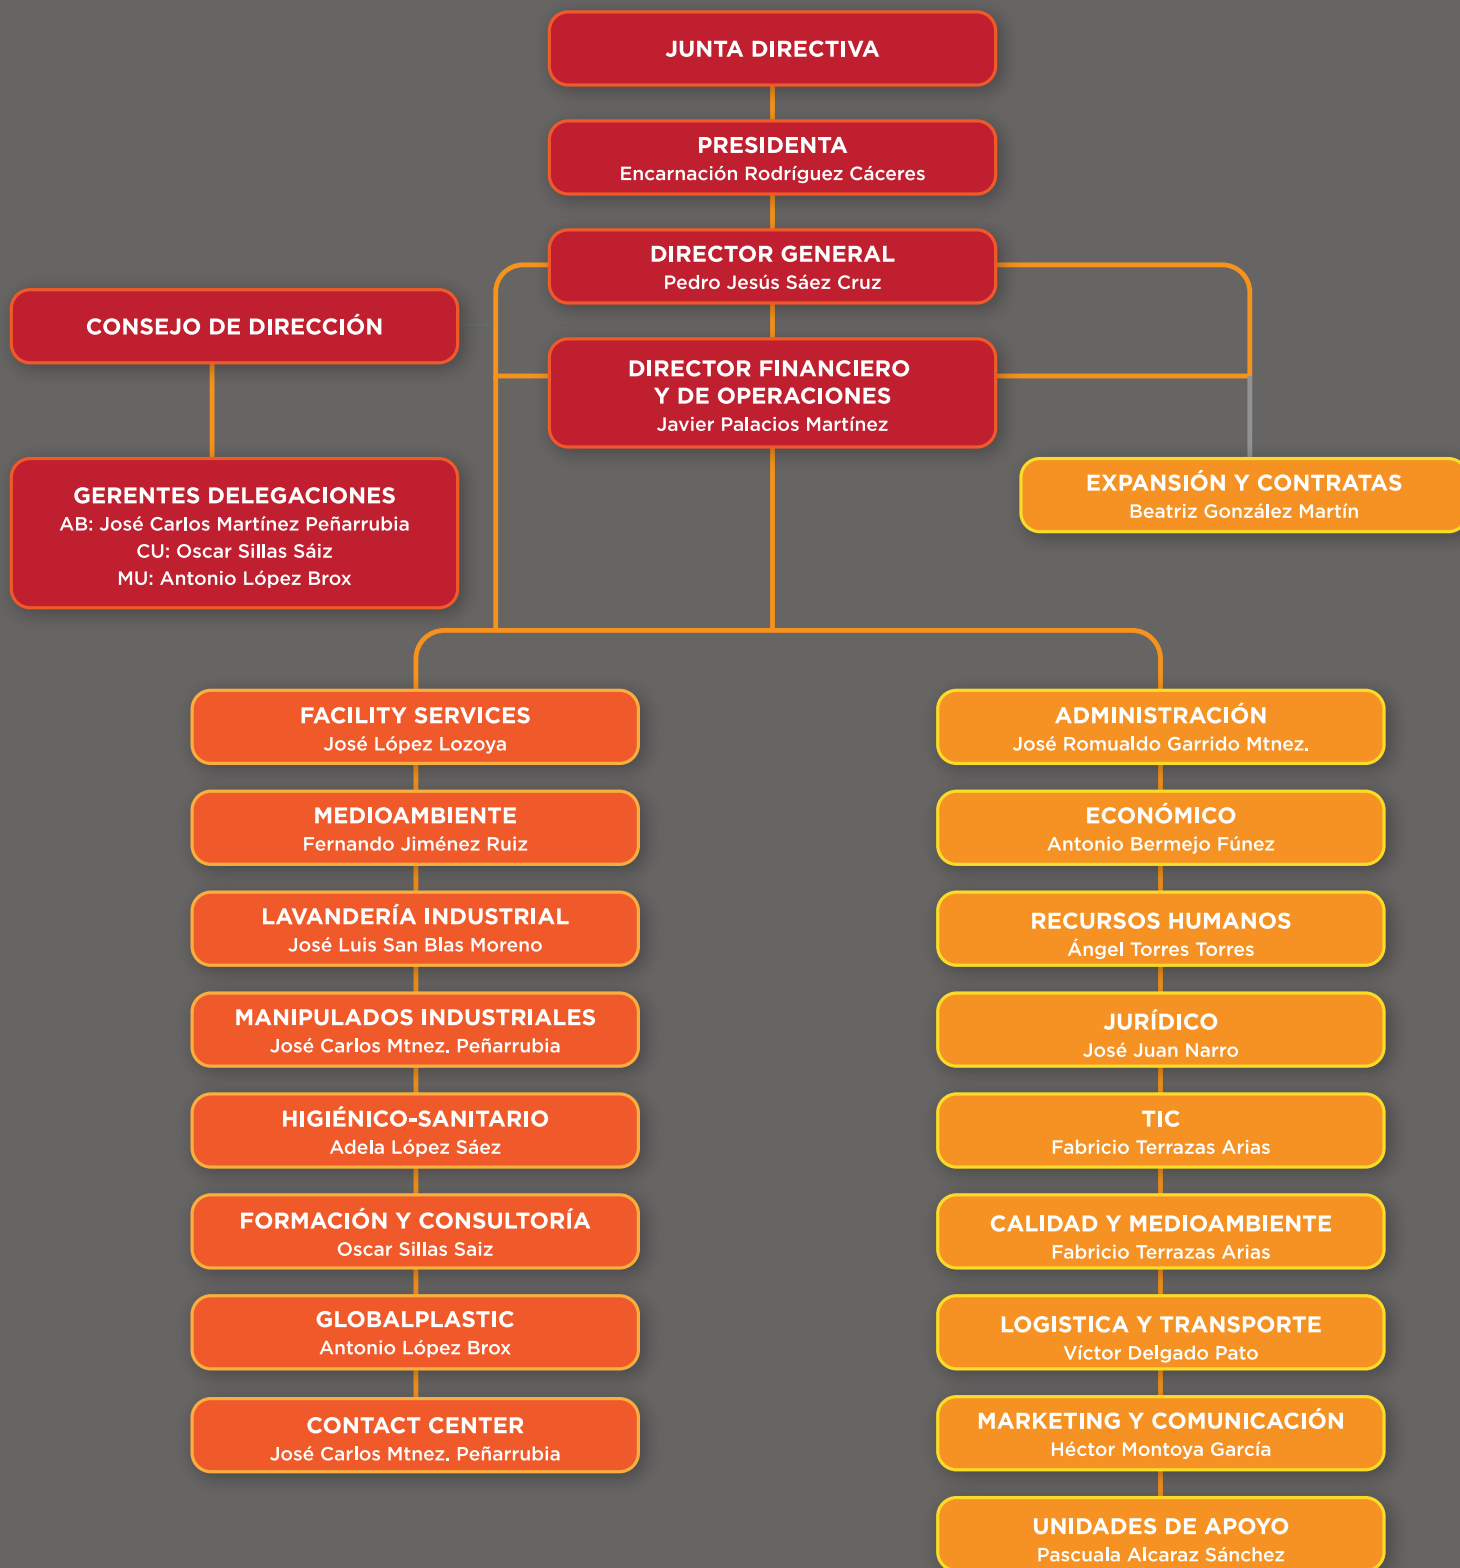 JUNTA DIRECTIVA
PRESIDENTA
Encarnación Rodríguez Cáceres
DIRECTOR GENERAL
Pedro Jesús Sáez Cruz
CONSEJO DE DIRECCIÓN
DIRECTOR FINANCIERO
Y DE OPERACIONES
Javier Palacios Martínez
GERENTES DELEGACIONES
AB: José Carlos Martínez Peñarrubia
CU: Oscar Sillas Sáiz
MU: Antonio López Brox
EXPANSIÓN Y CONTRATAS
Beatriz González Martín
FACILITY SERVICES
José López Lozoya
MEDIOAMBIENTE
Fernando Jiménez Ruiz
LAVANDERÍA INDUSTRIAL
José Luis San Blas Moreno
MANIPULADOS INDUSTRIALES
José Carlos Mtnez. Peñarrubia
HIGIÉNICO-SANITARIO
Adela López Sáez
FORMACIÓN Y CONSULTORÍA
Oscar Sillas Saiz
GLOBALPLASTIC
Antonio López Brox
CONTACT CENTER
José Carlos Mtnez. Peñarrubia
ADMINISTRACIÓN
José Romualdo Garrido Mtnez.
ECONÓMICO
Antonio Bermejo Fúnez
RECURSOS HUMANOS
Ángel Torres Torres
JURÍDICO
José Juan Narro
TIC
Fabricio Terrazas Arias
CALIDAD Y MEDIOAMBIENTE
Fabricio Terrazas Arias
LOGISTICA Y TRANSPORTE
Víctor Delgado Pato
MARKETING Y COMUNICACIÓN
Héctor Montoya García
UNIDADES DE APOYO
Pascuala Alcaraz Sánchez